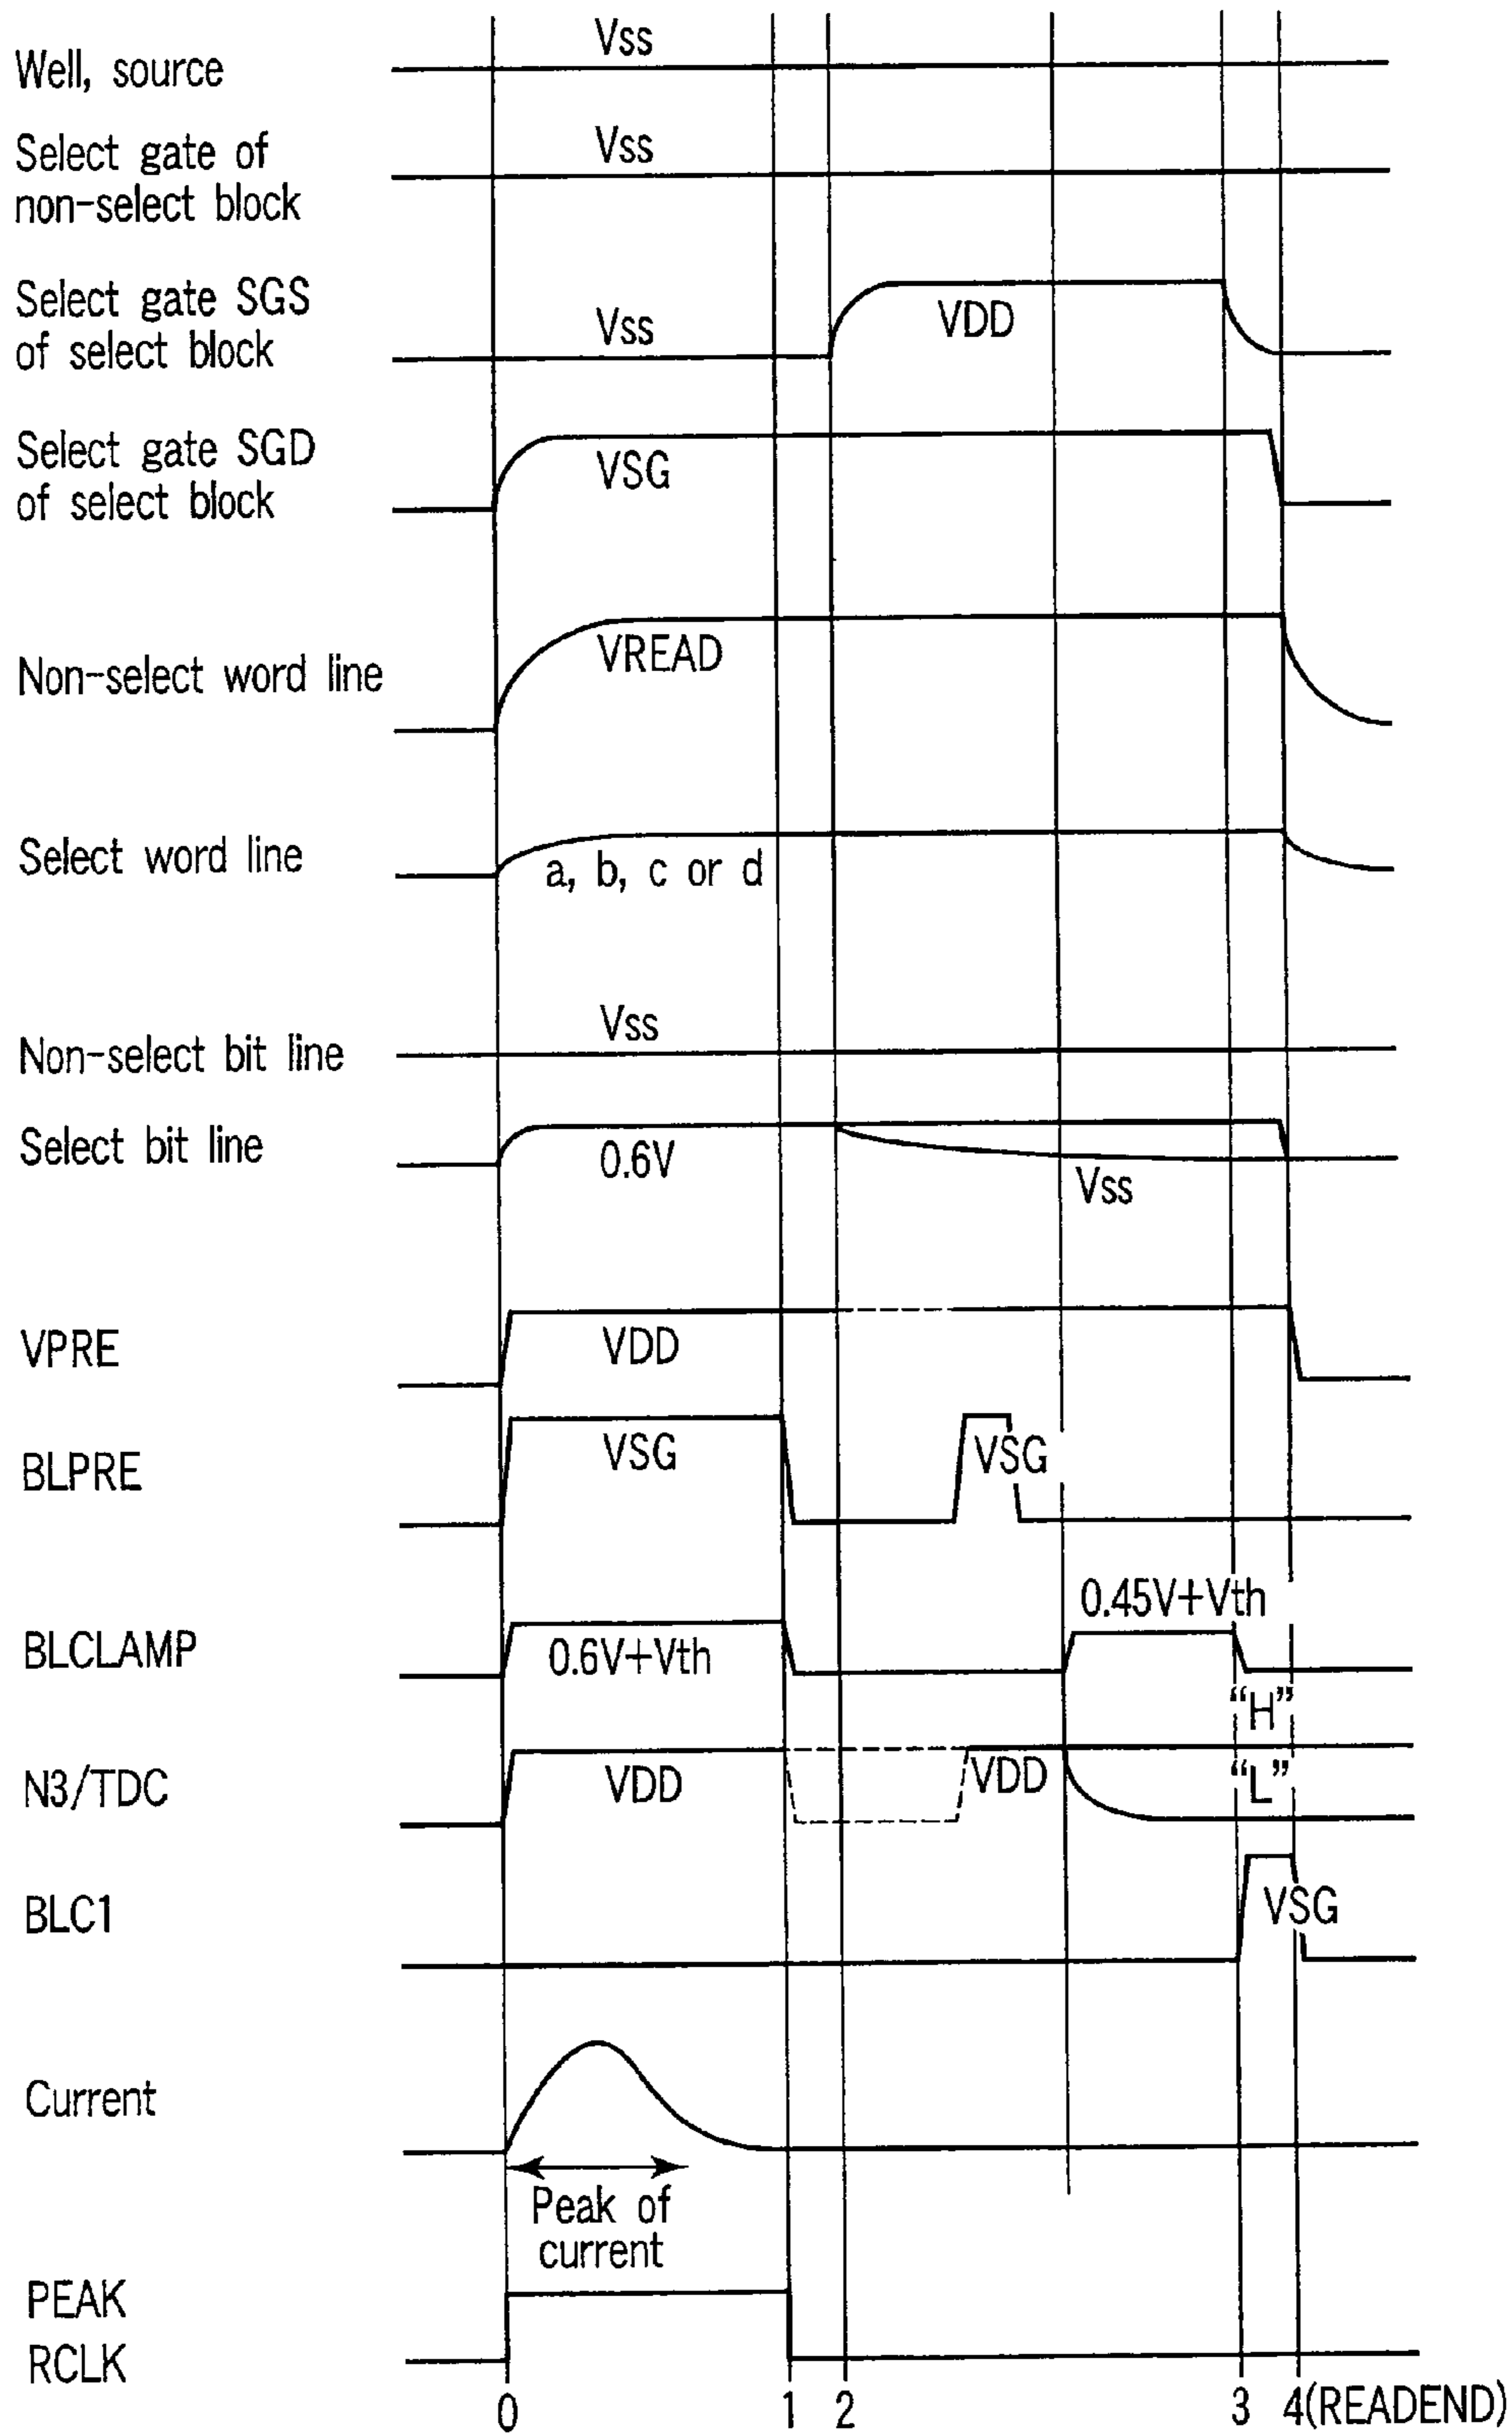 Well, source
Vss
Select gate of
non-select block
Vss
Select gate SGS
of select block
Vss
VDD
Select gate SGD
of select block
VSG
Non-select word line
VREAD
Select word line
a, b, c or d
Non-select bit line
Vss
Select bit line
0.6V
Vss
VPRE
VDD
BLPRE
VSG
VSG
BLCLAMP
0.6V+Vth
0.45V+Vth
N3/TDC
VDD
VDD
"H"
"L"
BLC1
VSG
Current
Peak of
current
PEAK
RCLK
0 1 2 3 4(READEND)